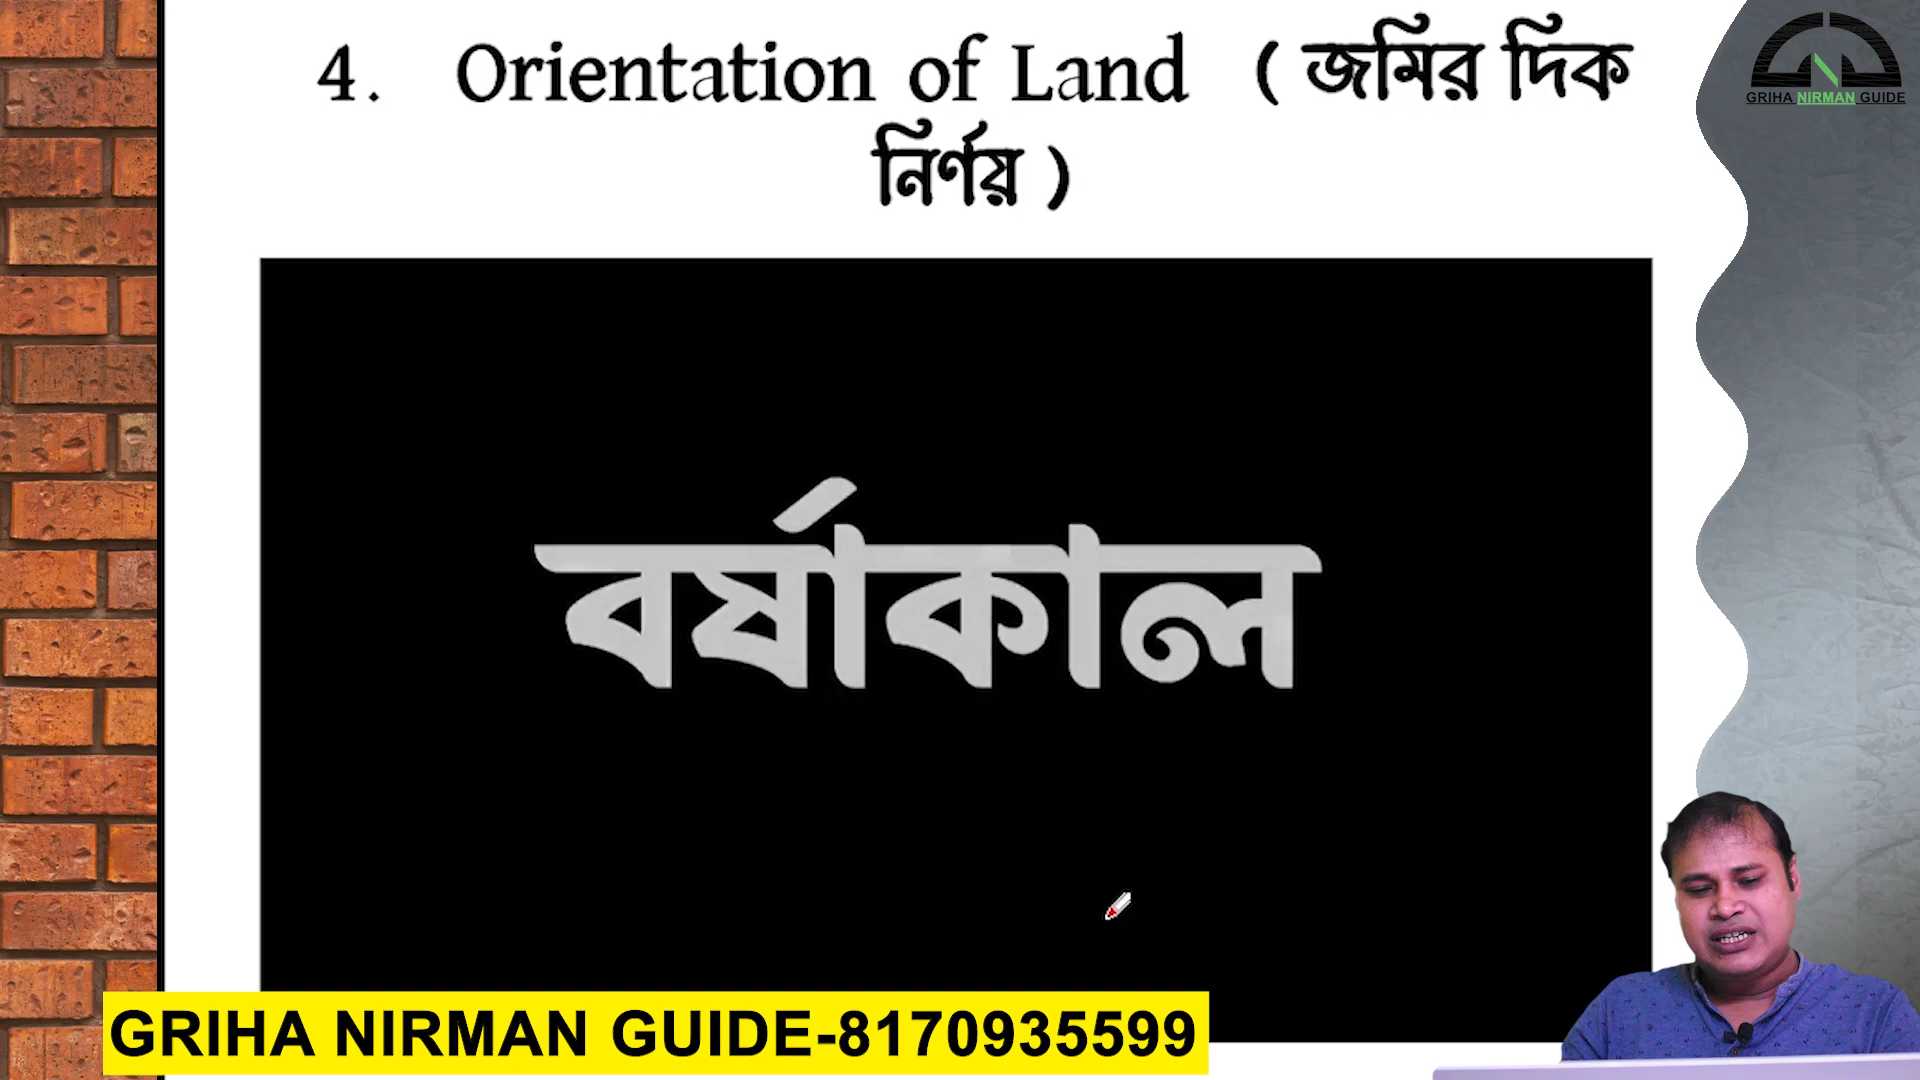 4. Orientation of Land ( জমির দিক
নির্ণয় )
GRIHA NIRMAN GUIDE
বর্ষাকাল
GRIHA NIRMAN GUIDE-8170935599